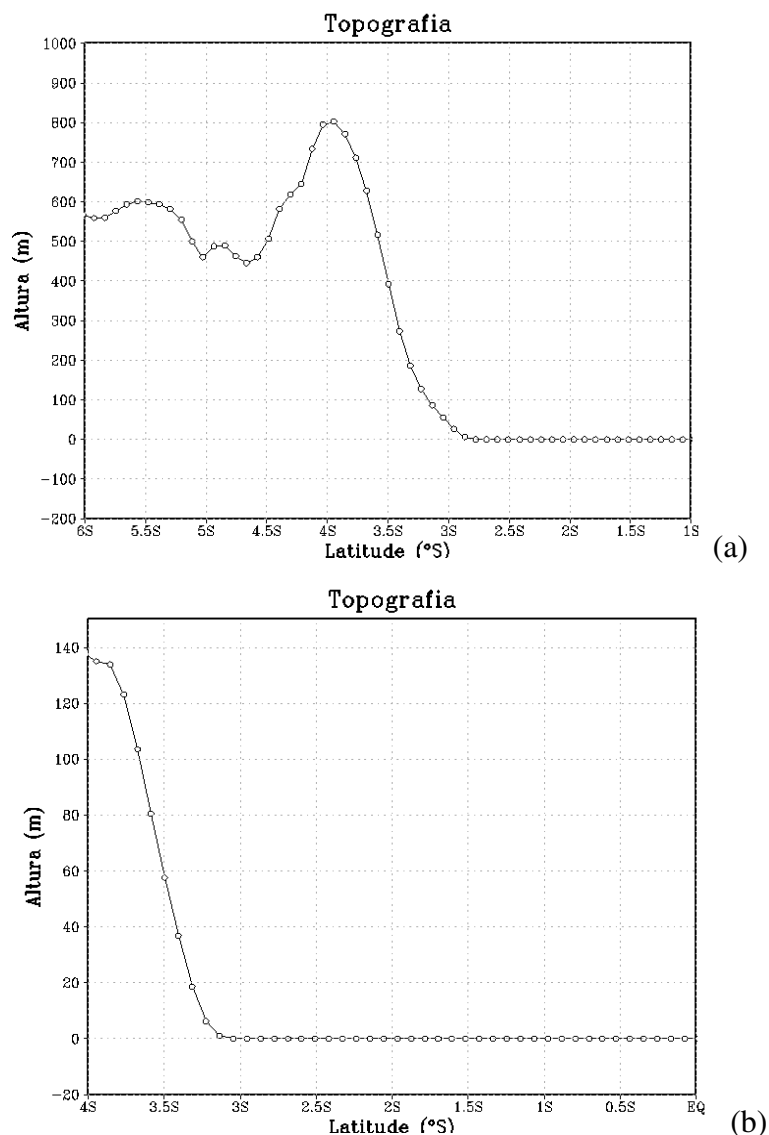 Topografia
1000
900
800
700
600
500
400
300
200
100
0
-100
-200
Altura (m)
6S 5.5S 5S 4.5S 4S 3.5S 3S 2.5S 2S 1.5S 1S
Latitude (°S)
(a)
Topografia
140
120
100
80
60
40
20
0
-20
Altura (m)
4S 3.5S 3S 2.5S 2S 1.5S 1S 0.5S EQ
Latitude (°S)
(b)